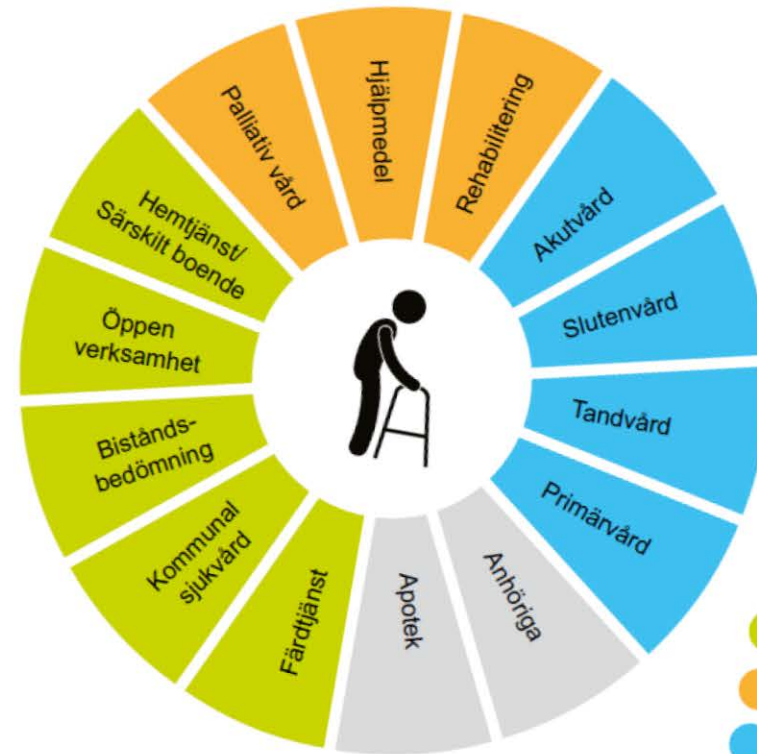 Palliativ vård
Hjälpmedel
Rehabilitering
Akutvård
Slutenvård
Tandvård
Primärvård
Anhöriga
Apotek
Färdtjänst
Kommunal
sjukvård
Bistånds-
bedömning
Öppen
verksamhet
Hemtjänst/
Särskilt boende